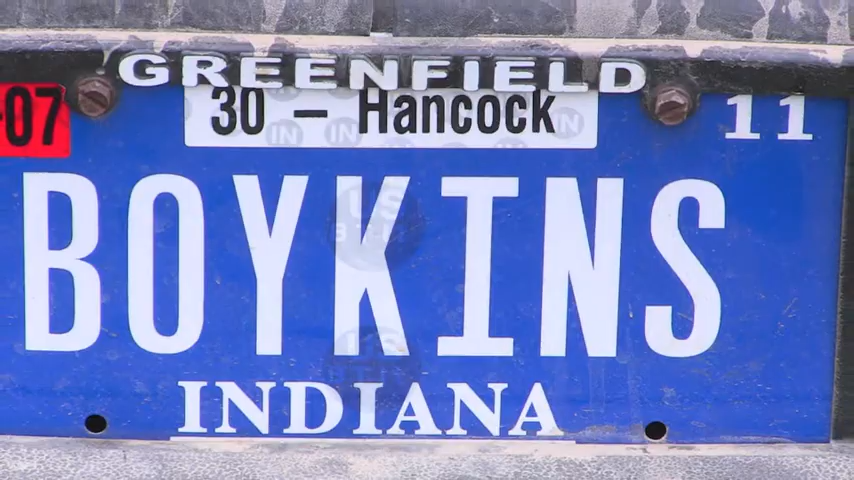 GREENFIELD
-07
30 – Hancock
11
BOYKINS
INDIANA